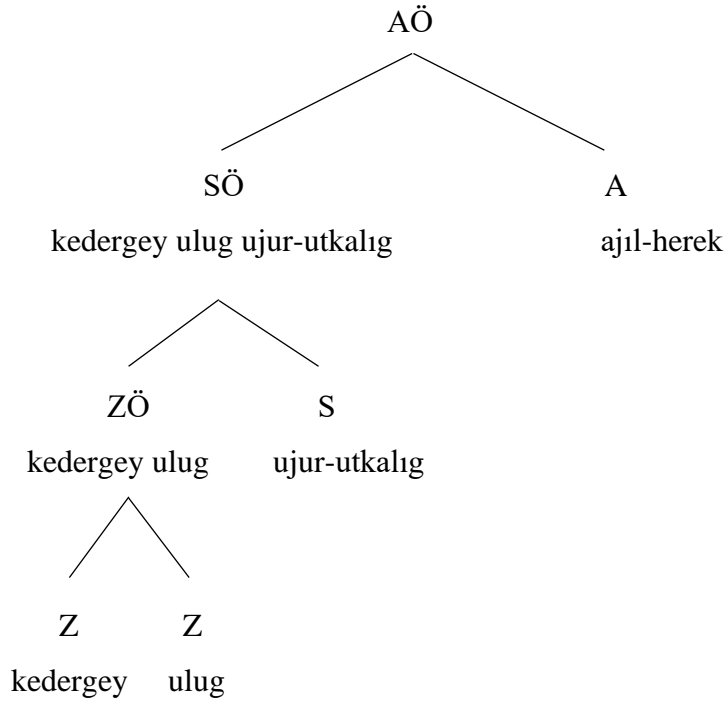 AÖ
SÖ A
kedergey ulug ujur-utkalıg ajıl-herek
ZÖ S
kedergey ulug ujur-utkalıg
Z Z
kedergey ulug